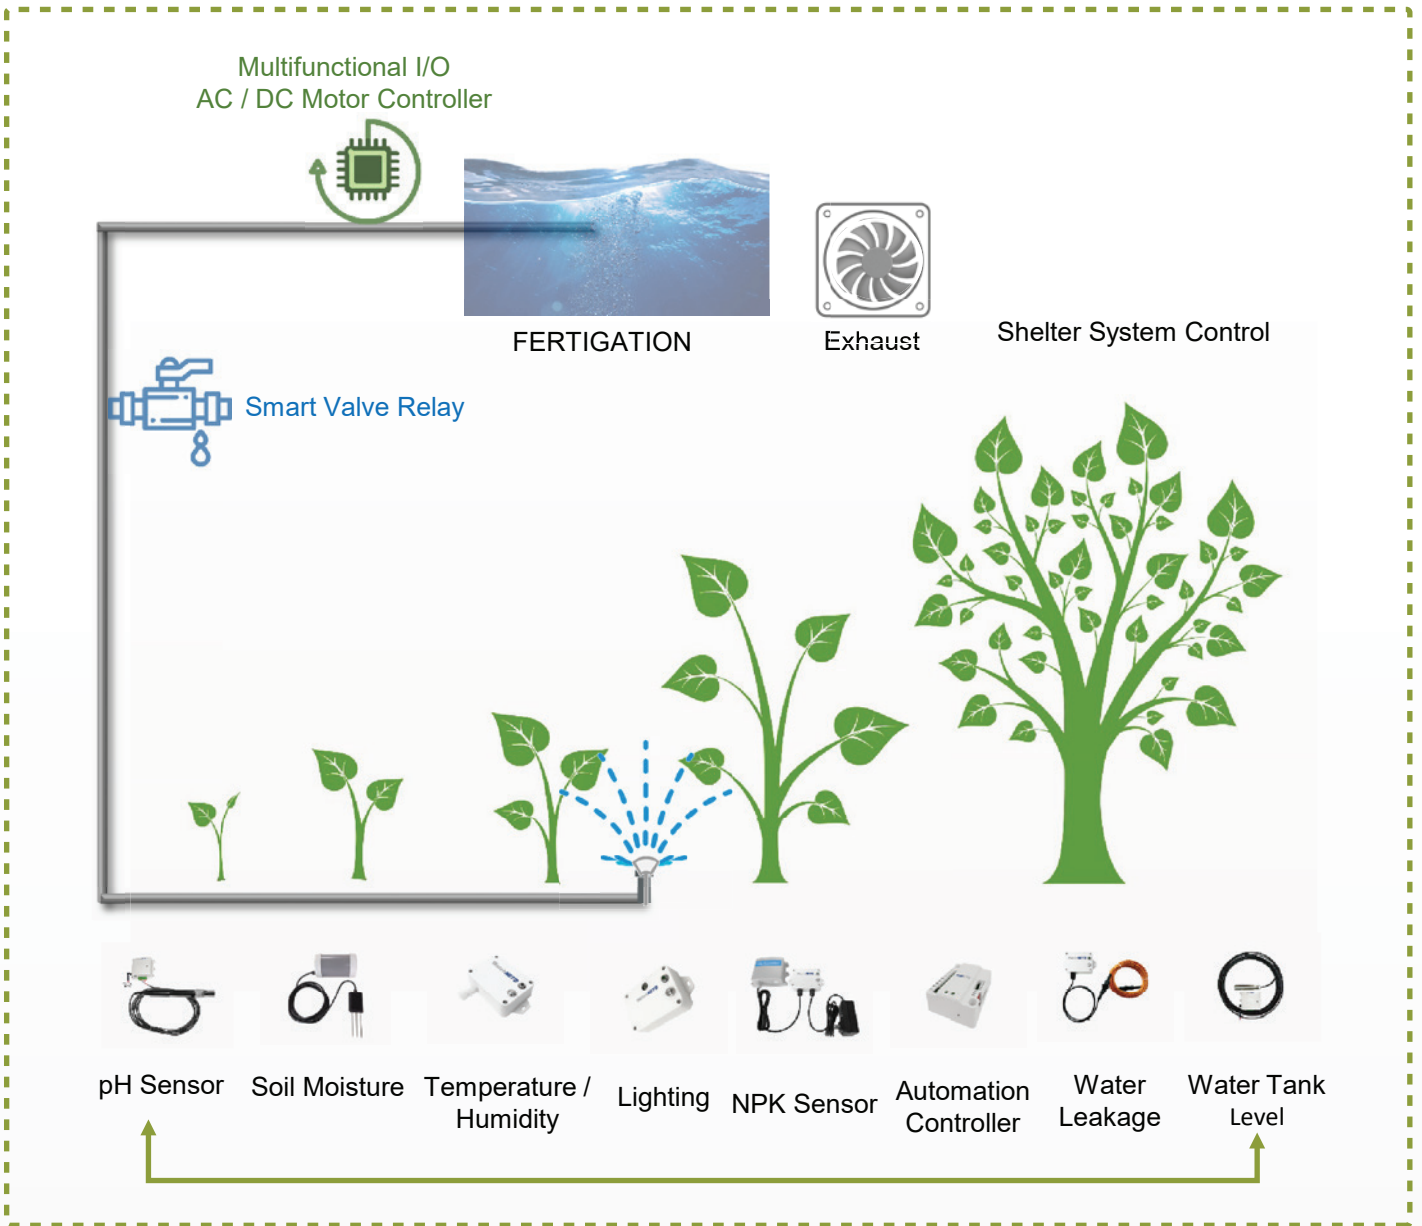 Multifunctional I/O
AC / DC Motor Controller
FERTIGATION
Exhaust
Shelter System Control
Smart Valve Relay
pH Sensor
Soil Moisture
Temperature /
Humidity
Lighting
NPK Sensor
Automation
Controller
Water
Leakage
Water Tank
Level